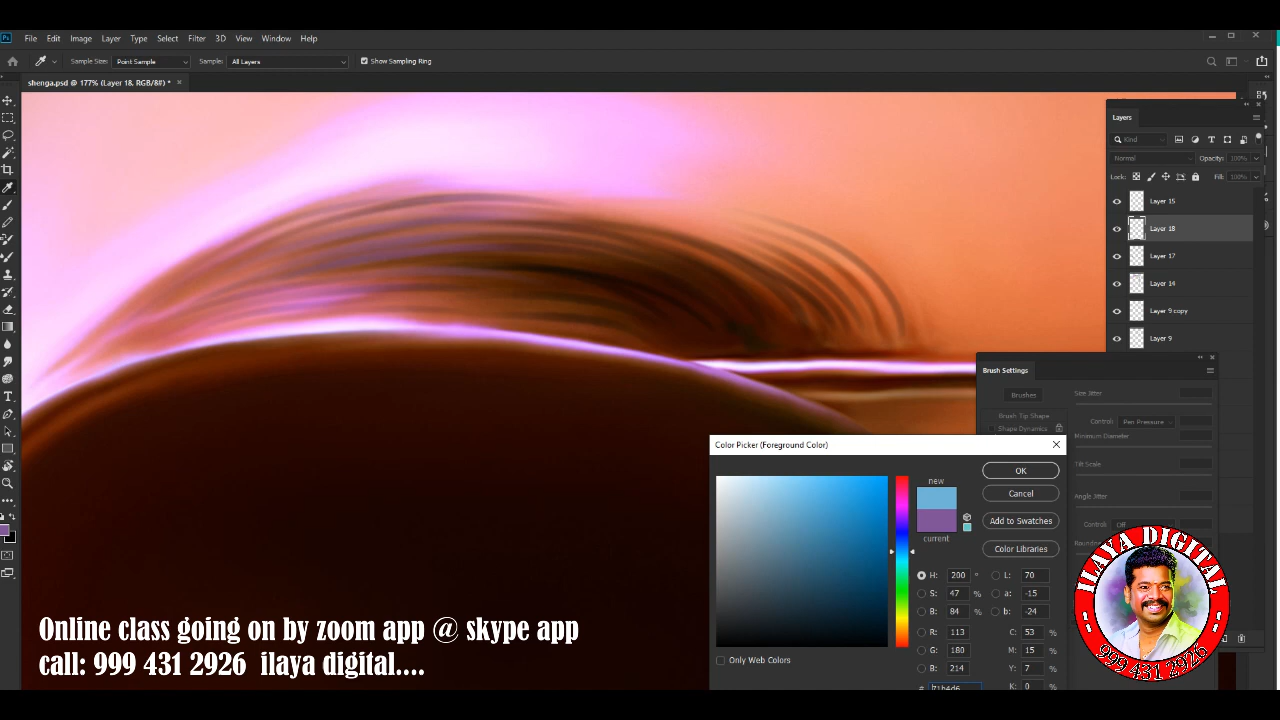 File Edit Image Layer Type Select Filter 3D View Window Help
Sample Size: Point Sample Sample: All Layers Show Sampling Ring
shenga.psd @ 177% (Layer 18, RGB/8#) * ×
Layers
Kind
Normal Opacity: 100%
Lock: Fill: 100%
Layer 15
Layer 18
Layer 17
Layer 14
Layer 9 copy
Layer 9
Brush Settings
Brushes
Size Jitter
Brush Tip Shape
Control: Pen Pressure
Shape Dynamics
Minimum Diameter
Tilt Scale
Angle Jitter
Control: Off
Color Picker (Foreground Color)
new
current
OK
Cancel
Add to Swatches
Color Libraries
H: 200 ° L: 70
S: 47 % a: -15
B: 84 % b: -24
R: 113 C: 53 %
G: 180 M: 15 %
B: 214 Y: 7 %
# 71b4d6 K: 0 %
Only Web Colors
ILAYA DIGITAL
999 431 2926
Online class going on by zoom app @ skype app
call: 999 431 2926 ilaya digital....